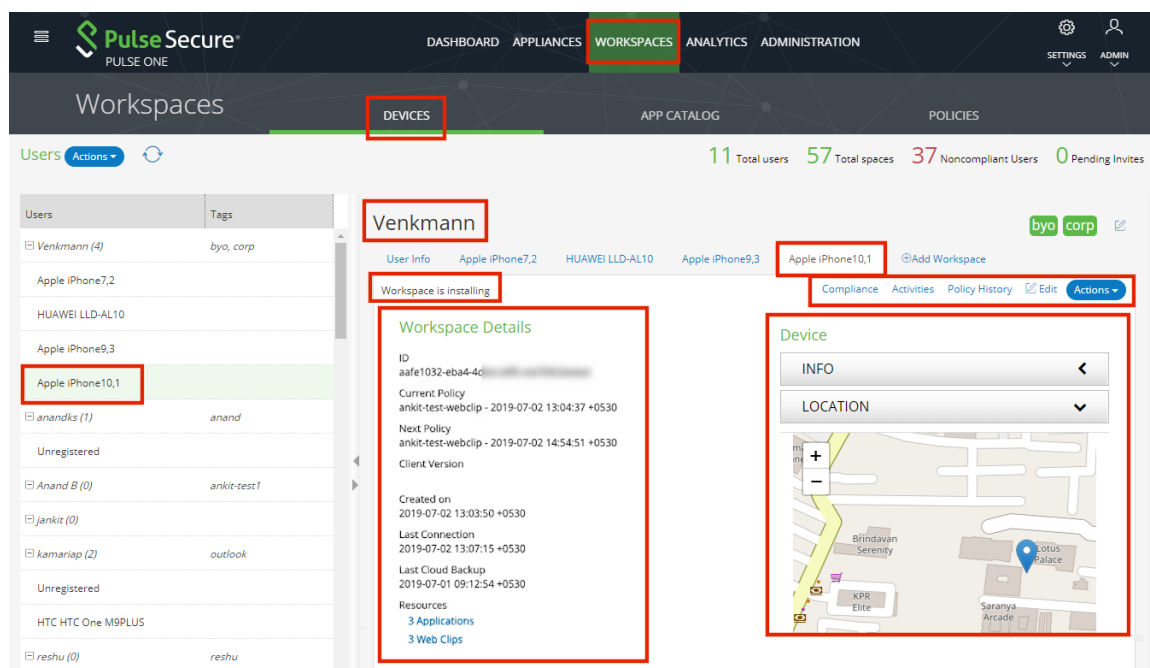 Pulse Secure®
PULSE ONE
DASHBOARD APPLIANCES WORKSPACES ANALYTICS ADMINISTRATION
SETTINGS ADMIN
Workspaces
DEVICES APP CATALOG POLICIES
Users Actions
11 Total users 57 Total spaces 37 Noncompliant Users 0 Pending Invites
Users Tags
Venkmann (4) byo, corp
Apple iPhone7,2
HUAWEI LLD-AL10
Apple iPhone9,3
Apple iPhone10,1
anandks (1) anand
Unregistered
Anand B (0) ankit-test1
jankit (0)
kamariap (2) outlook
Unregistered
HTC HTC One M9PLUS
reshu (0) reshu
Venkmann
byo corp
User Info Apple iPhone7,2 HUAWEI LLD-AL10 Apple iPhone9,3 Apple iPhone10,1 Add Workspace
Workspace is installing
Compliance Activities Policy History Edit Actions
Workspace Details
ID
aafe1032-eba4-4c
Current Policy
ankit-test-webclip - 2019-07-02 13:04:37 +0530
Next Policy
ankit-test-webclip - 2019-07-02 14:54:51 +0530
Client Version
Created on
2019-07-02 13:03:50 +0530
Last Connection
2019-07-02 13:07:15 +0530
Last Cloud Backup
2019-07-01 09:12:54 +0530
Resources
3 Applications
3 Web Clips
Device
INFO
LOCATION
+
−
Brindavan
Serenity
Lotus
Palace
KPR
Elite
Saranya
Arcade